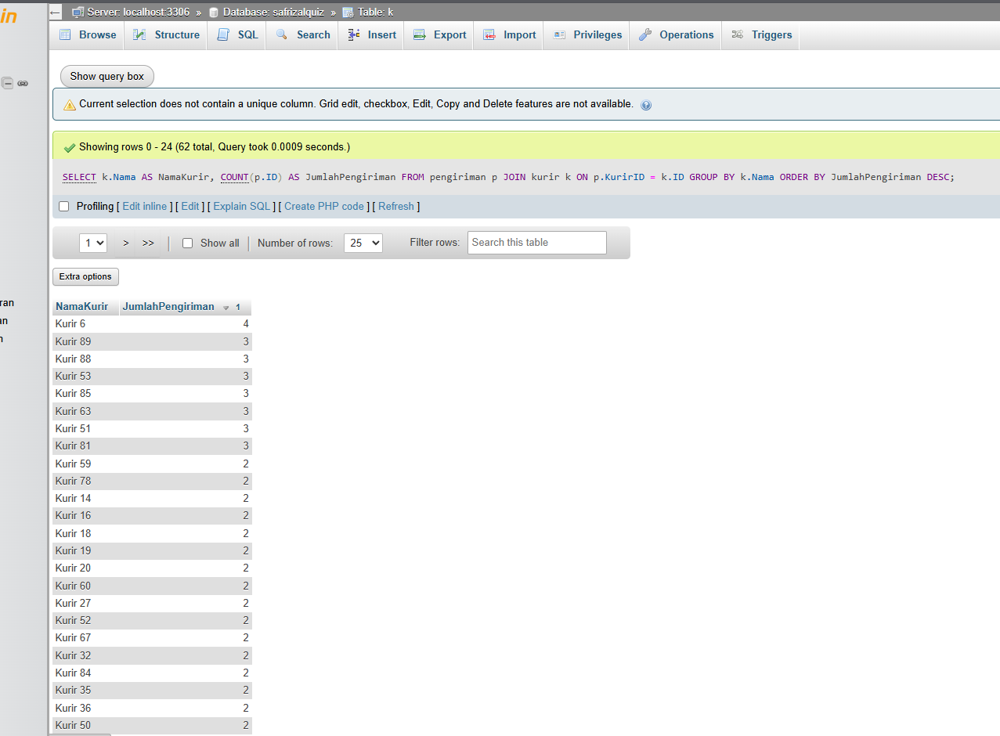 in
Server: localhost:3306 » Database: safrizalquiz » Table: k
Browse Structure SQL Search Insert Export Import Privileges Operations Triggers
Show query box
Current selection does not contain a unique column. Grid edit, checkbox, Edit, Copy and Delete features are not available.
Showing rows 0 - 24 (62 total, Query took 0.0009 seconds.)
SELECT k.Nama AS NamaKurir, COUNT(p.ID) AS JumlahPengiriman FROM pengiriman p JOIN kurir k ON p.KurirID = k.ID GROUP BY k.Nama ORDER BY JumlahPengiriman DESC;
Profiling [ Edit inline ] [ Edit ] [ Explain SQL ] [ Create PHP code ] [ Refresh ]
1 > >> | Show all | Number of rows: 25 Filter rows: Search this table
Extra options
ran
an
n
NamaKurir JumlahPengiriman 1
Kurir 6 4
Kurir 89 3
Kurir 88 3
Kurir 53 3
Kurir 85 3
Kurir 63 3
Kurir 51 3
Kurir 81 3
Kurir 59 2
Kurir 78 2
Kurir 14 2
Kurir 16 2
Kurir 18 2
Kurir 19 2
Kurir 20 2
Kurir 60 2
Kurir 27 2
Kurir 52 2
Kurir 67 2
Kurir 32 2
Kurir 84 2
Kurir 35 2
Kurir 36 2
Kurir 50 2